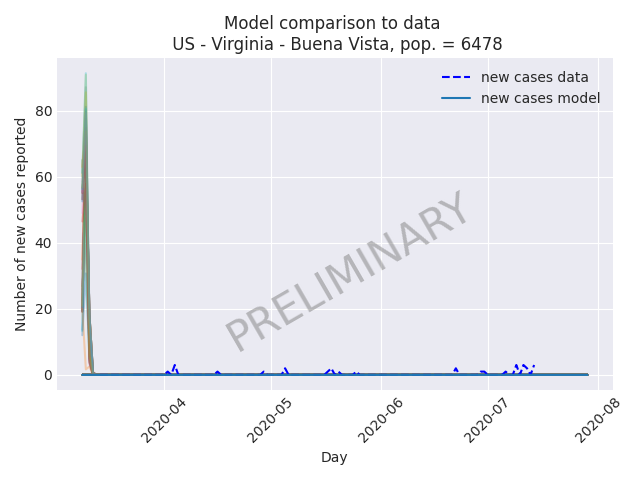 Model comparison to data
US - Virginia - Buena Vista, pop. = 6478
new cases data
new cases model
Number of new cases reported
80
60
40
20
0
PRELIMINARY
2020-04
2020-05
2020-06
2020-07
2020-08
Day